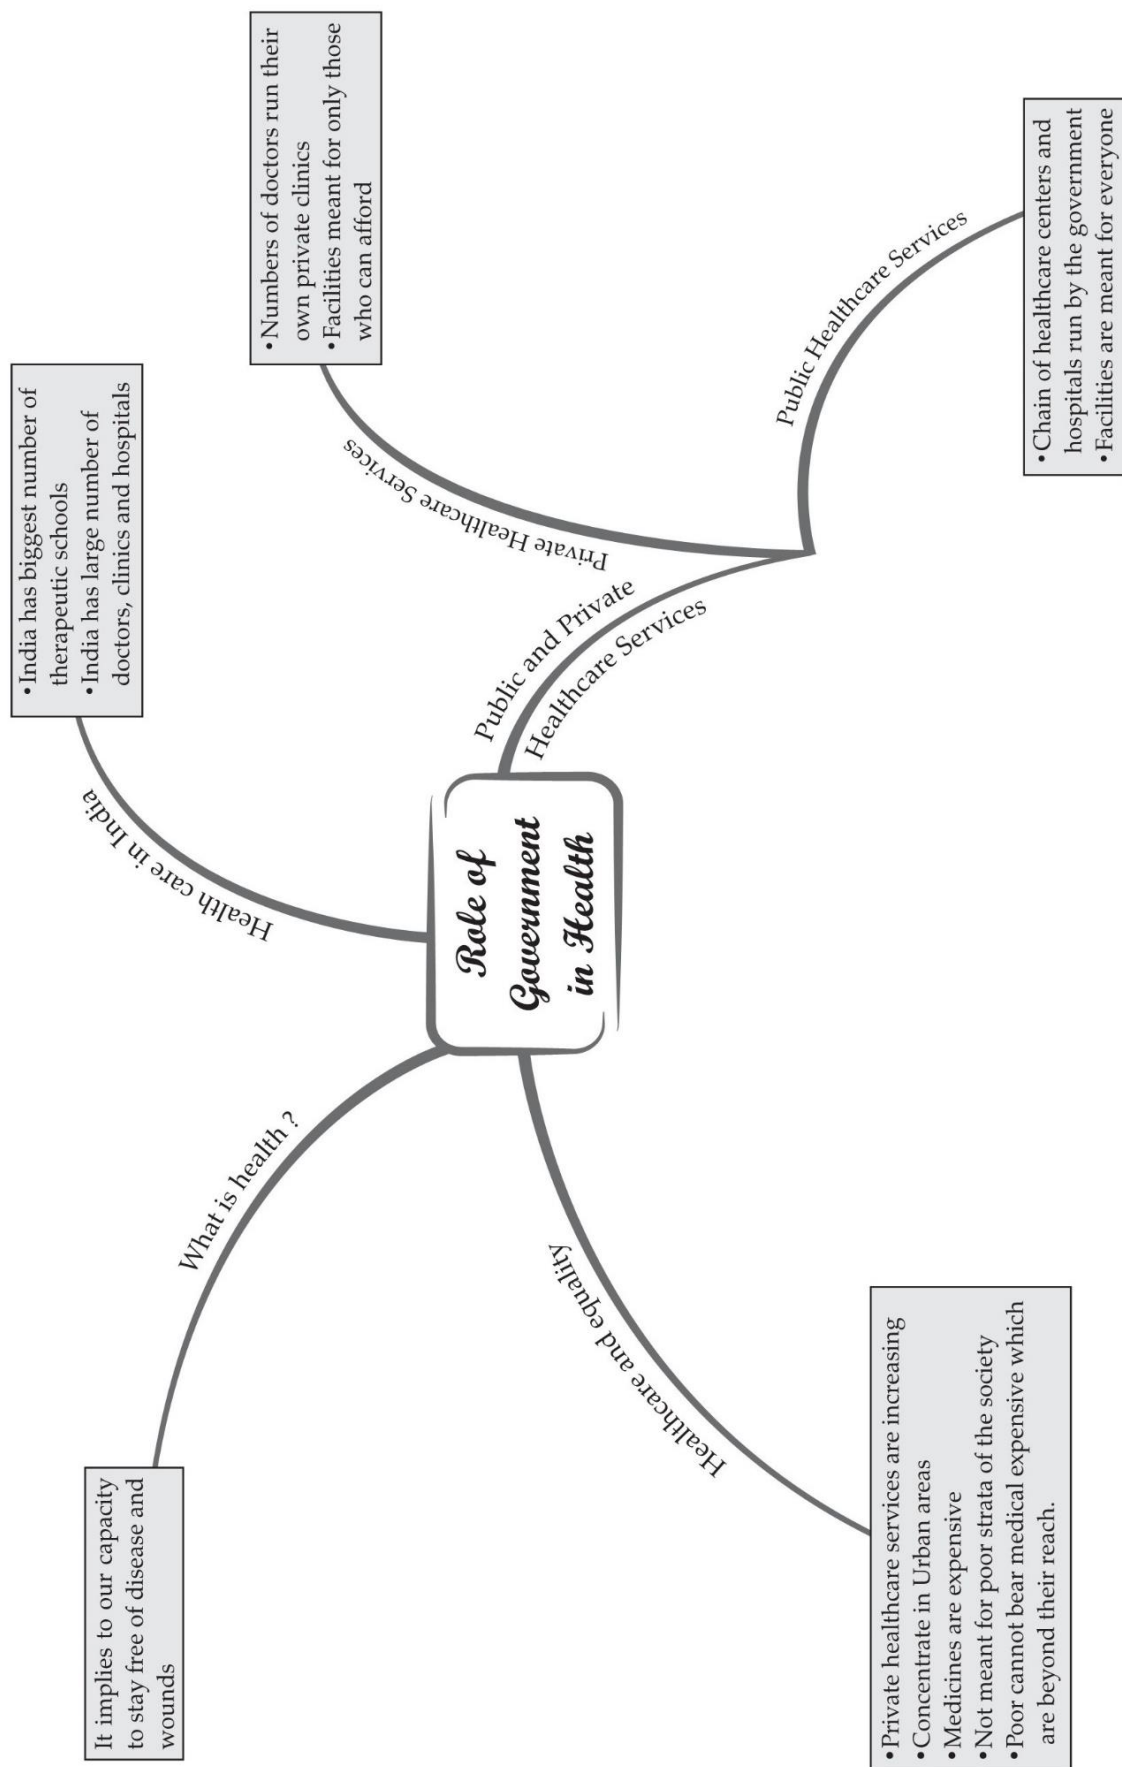 Role of
Government
in Health
What is health ?
It implies to our capacity
to stay free of disease and
wounds
Health care in India
•India has biggest number of
therapeutic schools
•India has large number of
doctors, clinics and hospitals
Public and Private
Healthcare Services
Private Healthcare Services
•Numbers of doctors run their
own private clinics
•Facilities meant for only those
who can afford
Public Healthcare Services
•Chain of healthcare centers and
hospitals run by the government
•Facilities are meant for everyone
Healthcare and equality
•Private healthcare services are increasing
•Concentrate in Urban areas
•Medicines are expensive
•Not meant for poor strata of the society
•Poor cannot bear medical expensive which
are beyond their reach.